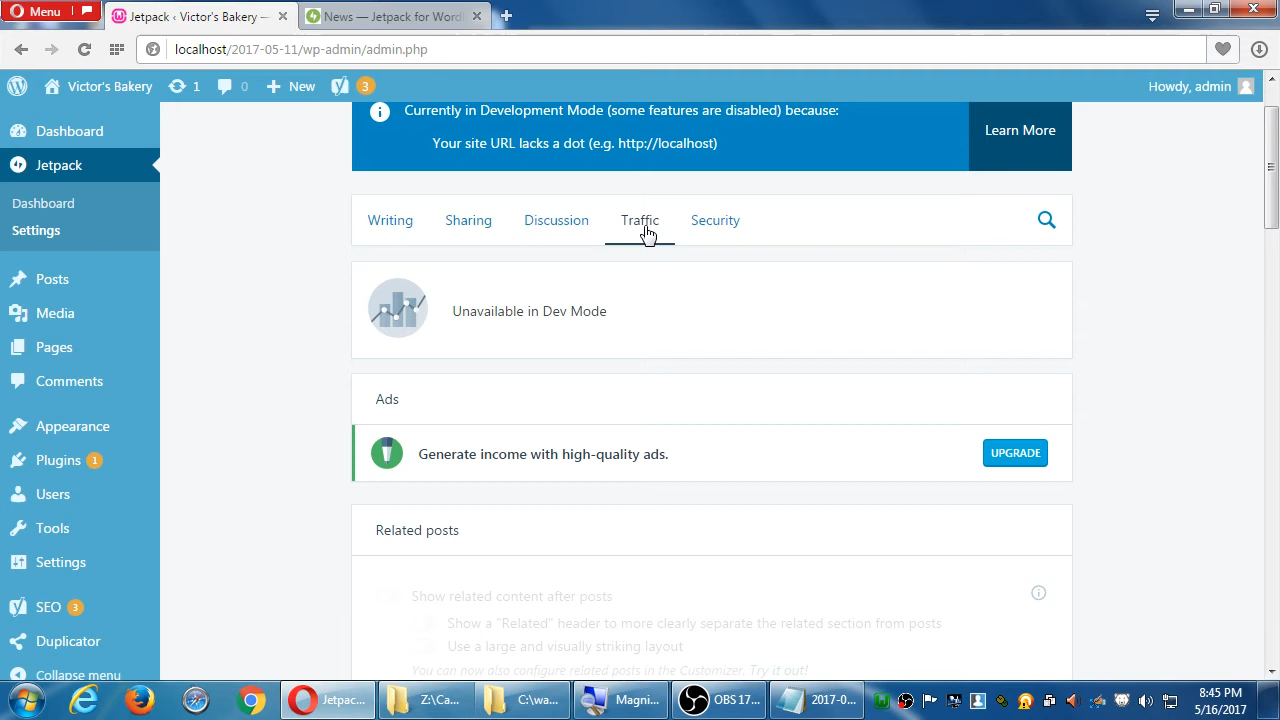 Menu
Jetpack ‹ Victor's Bakery —
News — Jetpack for Word
localhost/2017-05-11/wp-admin/admin.php
Victor's Bakery
1
0
New
3
Howdy, admin
Dashboard
Jetpack
Dashboard
Settings
Posts
Media
Pages
Comments
Appearance
Plugins 1
Users
Tools
Settings
SEO 3
Duplicator
Collapse menu
Currently in Development Mode (some features are disabled) because:
Your site URL lacks a dot (e.g. http://localhost)
Learn More
Writing
Sharing
Discussion
Traffic
Security
Unavailable in Dev Mode
Ads
Generate income with high-quality ads.
UPGRADE
Related posts
Show related content after posts
Show a "Related" header to more clearly separate the related section from posts
Use a large and visually striking layout
You can now also configure related posts in the Customizer. Try it out!
Jetpac...
Z:\Ca...
C:\wa...
Magni...
OBS 17...
2017-0...
8:45 PM
5/16/2017